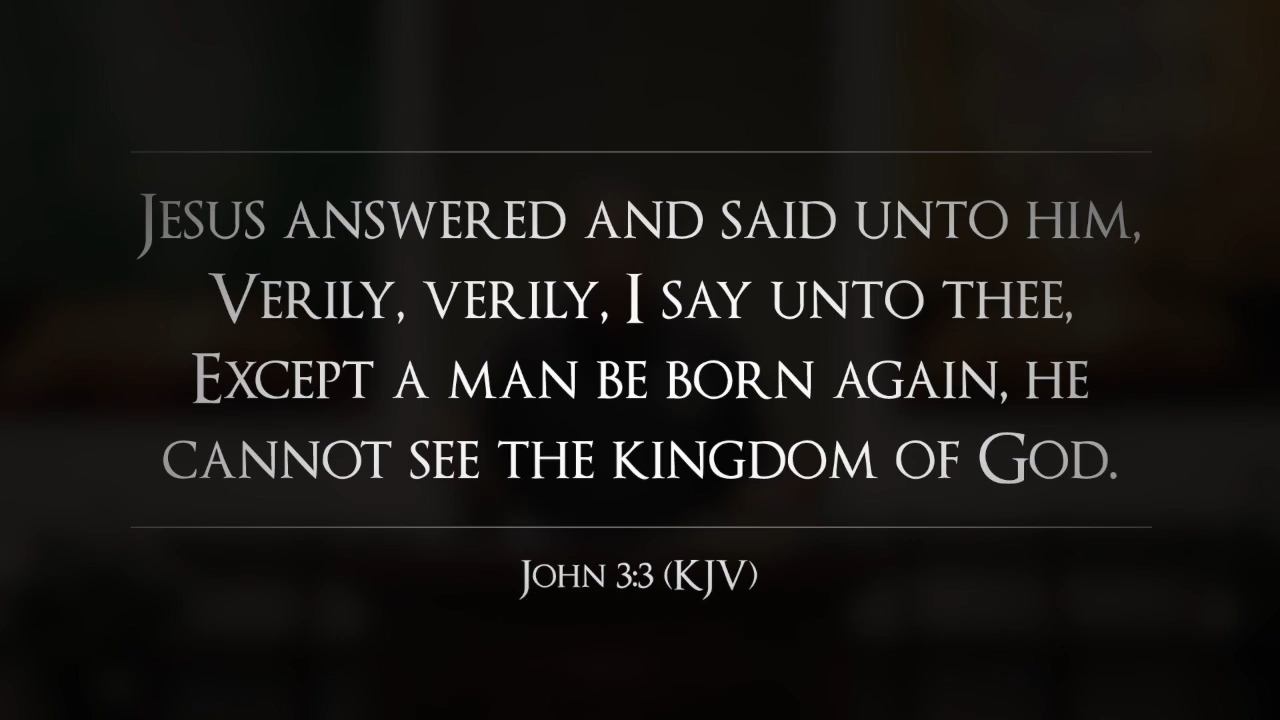 Jesus answered and said unto him,
Verily, verily, I say unto thee,
Except a man be born again, he
cannot see the kingdom of God.
John 3:3 (KJV)